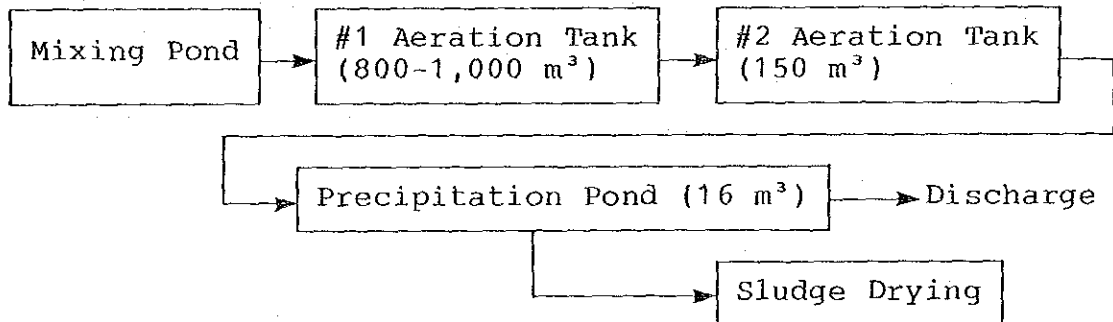 Mixing Pond
#1 Aeration Tank
(800-1,000 m³)
#2 Aeration Tank
(150 m³)
Precipitation Pond (16 m³)
Discharge
Sludge Drying